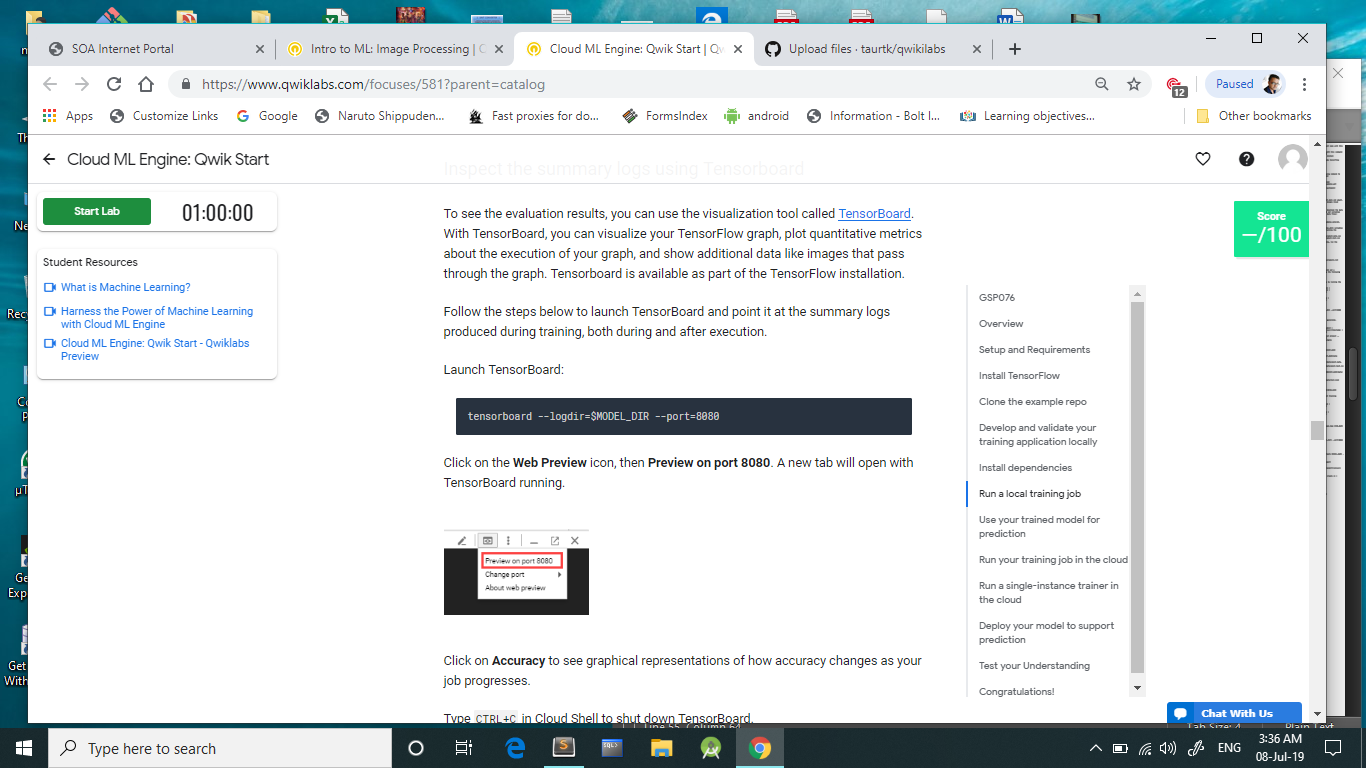 SOA Internet Portal
Intro to ML: Image Processing | Q
Cloud ML Engine: Qwik Start | Qw
Upload files · taurtk/qwikilabs
https://www.qwiklabs.com/focuses/581?parent=catalog
12
Paused
Apps
Customize Links
Google
Naruto Shippuden...
Fast proxies for do...
FormsIndex
android
Information - Bolt I...
Learning objectives...
Other bookmarks
Cloud ML Engine: Qwik Start
Start Lab
01:00:00
Student Resources
What is Machine Learning?
Harness the Power of Machine Learning
with Cloud ML Engine
Cloud ML Engine: Qwik Start - Qwiklabs
Preview
Inspect the summary logs using Tensorboard
To see the evaluation results, you can use the visualization tool called TensorBoard.
With TensorBoard, you can visualize your TensorFlow graph, plot quantitative metrics
about the execution of your graph, and show additional data like images that pass
through the graph. Tensorboard is available as part of the TensorFlow installation.
Follow the steps below to launch TensorBoard and point it at the summary logs
produced during training, both during and after execution.
Launch TensorBoard:
tensorboard --logdir=$MODEL_DIR --port=8080
Click on the Web Preview icon, then Preview on port 8080. A new tab will open with
TensorBoard running.
Preview on port 8080
Change port
About web preview
Click on Accuracy to see graphical representations of how accuracy changes as your
job progresses.
Type CTRL+C in Cloud Shell to shut down TensorBoard.
Score
—/100
GSP076
Overview
Setup and Requirements
Install TensorFlow
Clone the example repo
Develop and validate your
training application locally
Install dependencies
Run a local training job
Use your trained model for
prediction
Run your training job in the cloud
Run a single-instance trainer in
the cloud
Deploy your model to support
prediction
Test your Understanding
Congratulations!
Chat With Us
Type here to search
ENG
3:36 AM
08-Jul-19